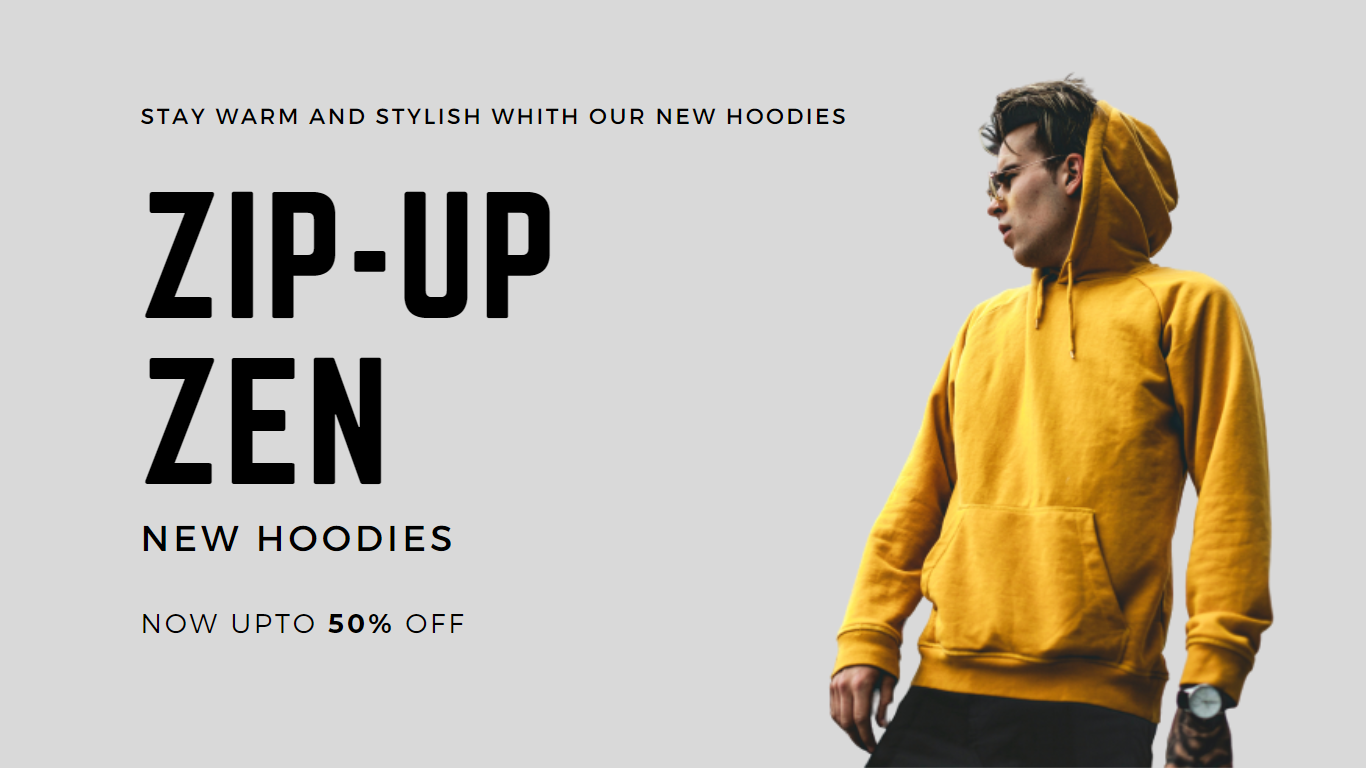 STAY WARM AND STYLISH WHITH OUR NEW HOODIES
ZIP-UP
ZEN
NEW HOODIES
NOW UPTO 50% OFF